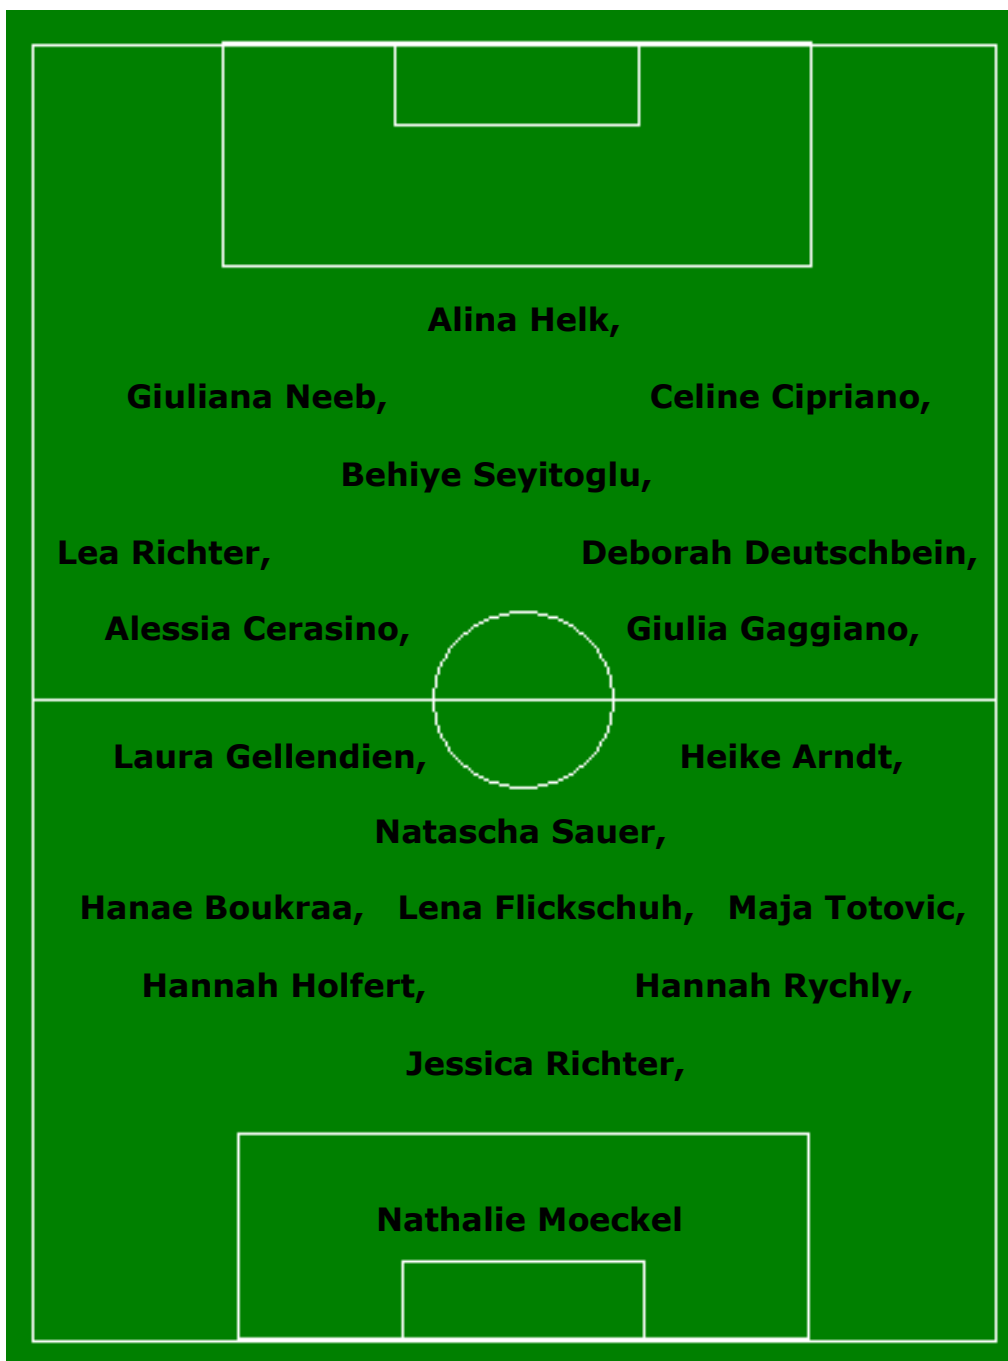 Alina Helk,
Giuliana Neeb, Celine Cipriano,
Behiye Seyitoglu,
Lea Richter, Deborah Deutschbein,
Alessia Cerasino, Giulia Gaggiano,
Laura Gellendien, Heike Arndt,
Natascha Sauer,
Hanae Boukraa, Lena Flickschuh, Maja Totovic,
Hannah Holfert, Hannah Rychly,
Jessica Richter,
Nathalie Moeckel